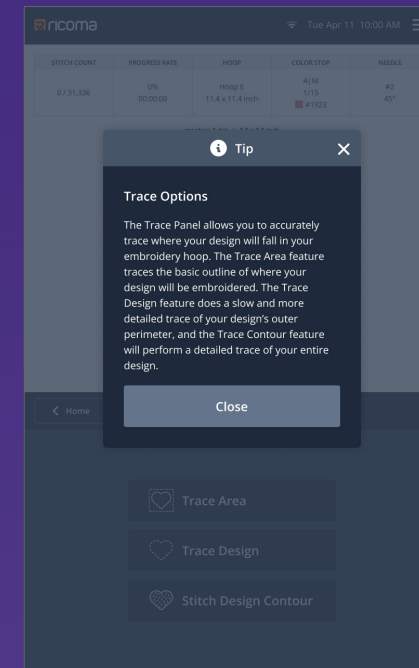 ricoma
Tue Apr 11 10:00 AM
STITCH COUNT PROGRESS RATE HOOP COLOR STOP NEEDLE
0 / 31,336
0%
00:00:00
Hoop E
11.4 x 11.4 inch
A|M
1/15
#1923
#2
45°
Tip
Trace Options
The Trace Panel allows you to accurately
trace where your design will fall in your
embroidery hoop. The Trace Area feature
traces the basic outline of where your
design will be embroidered. The Trace
Design feature does a slow and more
detailed trace of your design's outer
perimeter, and the Trace Contour feature
will perform a detailed trace of your entire
design.
Close
Home
Trace Area
Trace Design
Stitch Design Contour